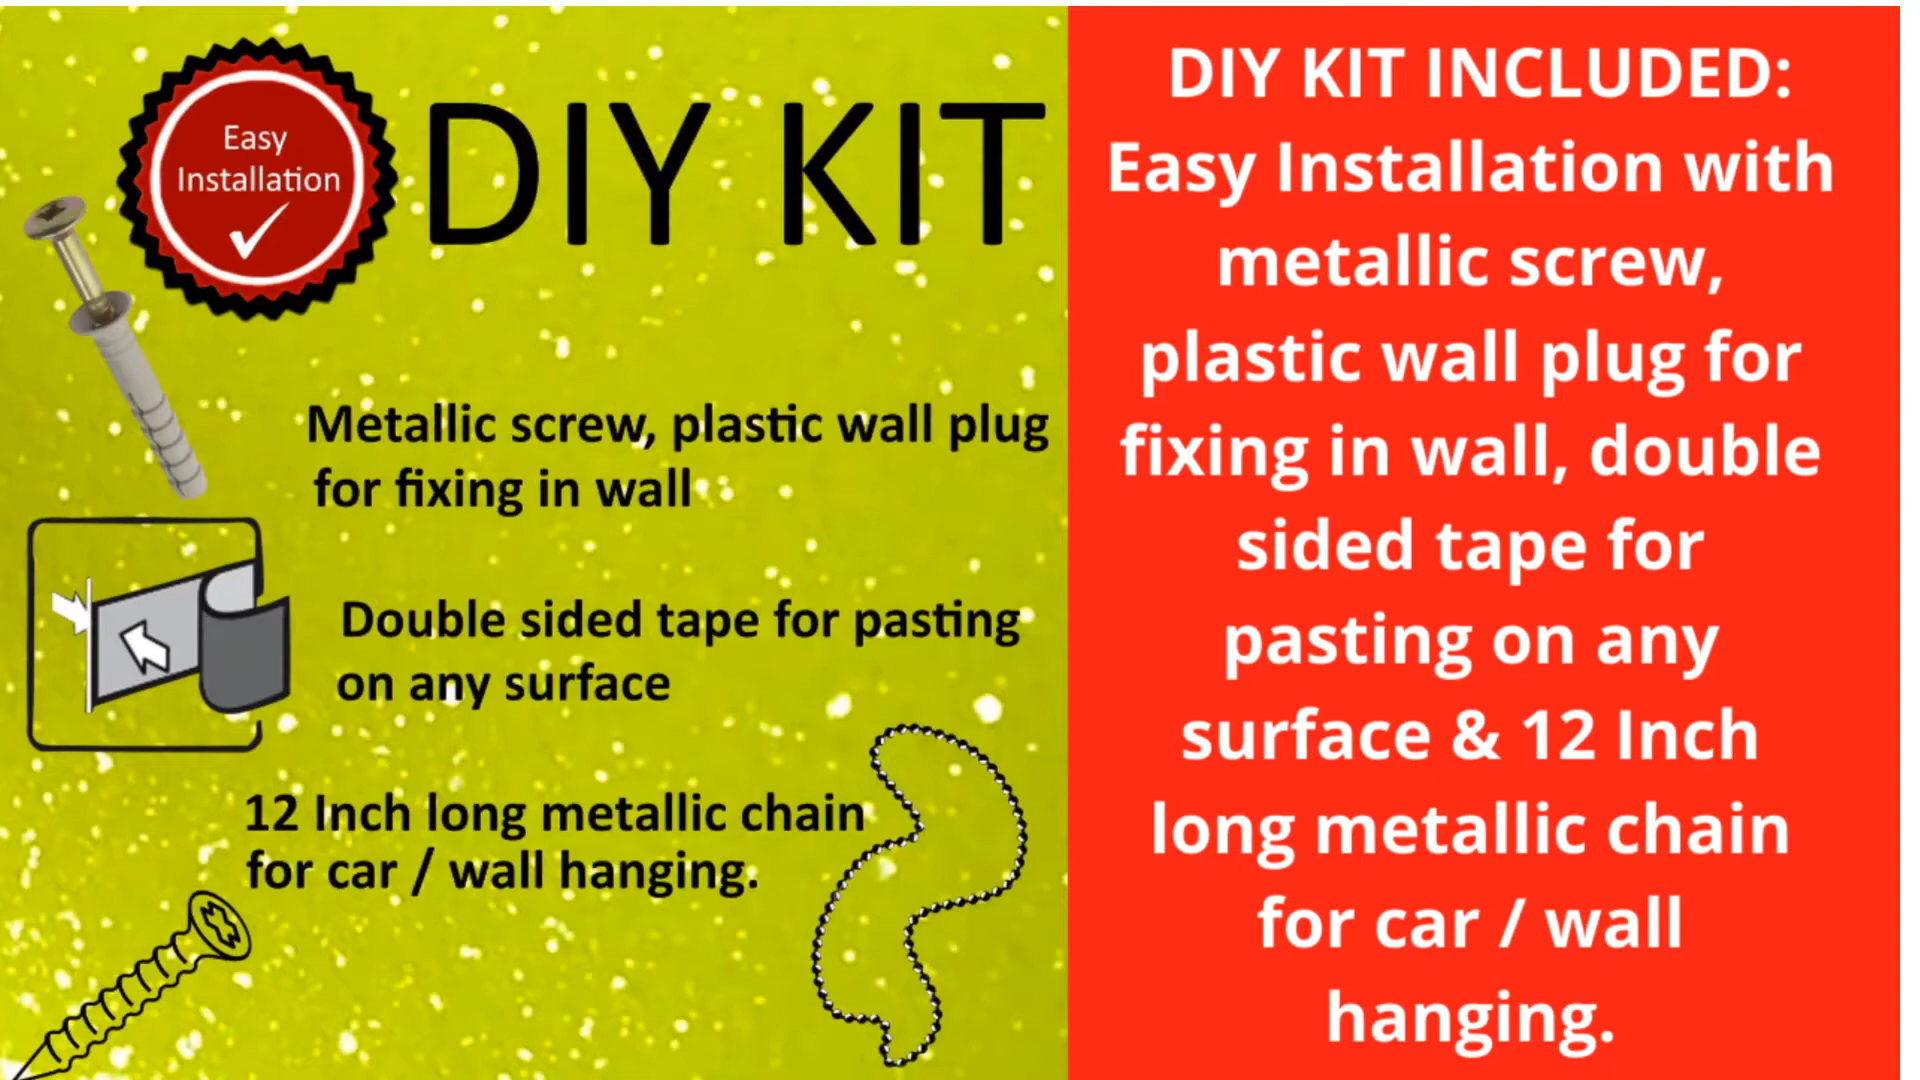 Easy
Installation
DIY KIT
Metallic screw, plastic wall plug
for fixing in wall
Double sided tape for pasting
on any surface
12 Inch long metallic chain
for car / wall hanging.
DIY KIT INCLUDED:
Easy Installation with
metallic screw,
plastic wall plug for
fixing in wall, double
sided tape for
pasting on any
surface & 12 Inch
long metallic chain
for car / wall
hanging.